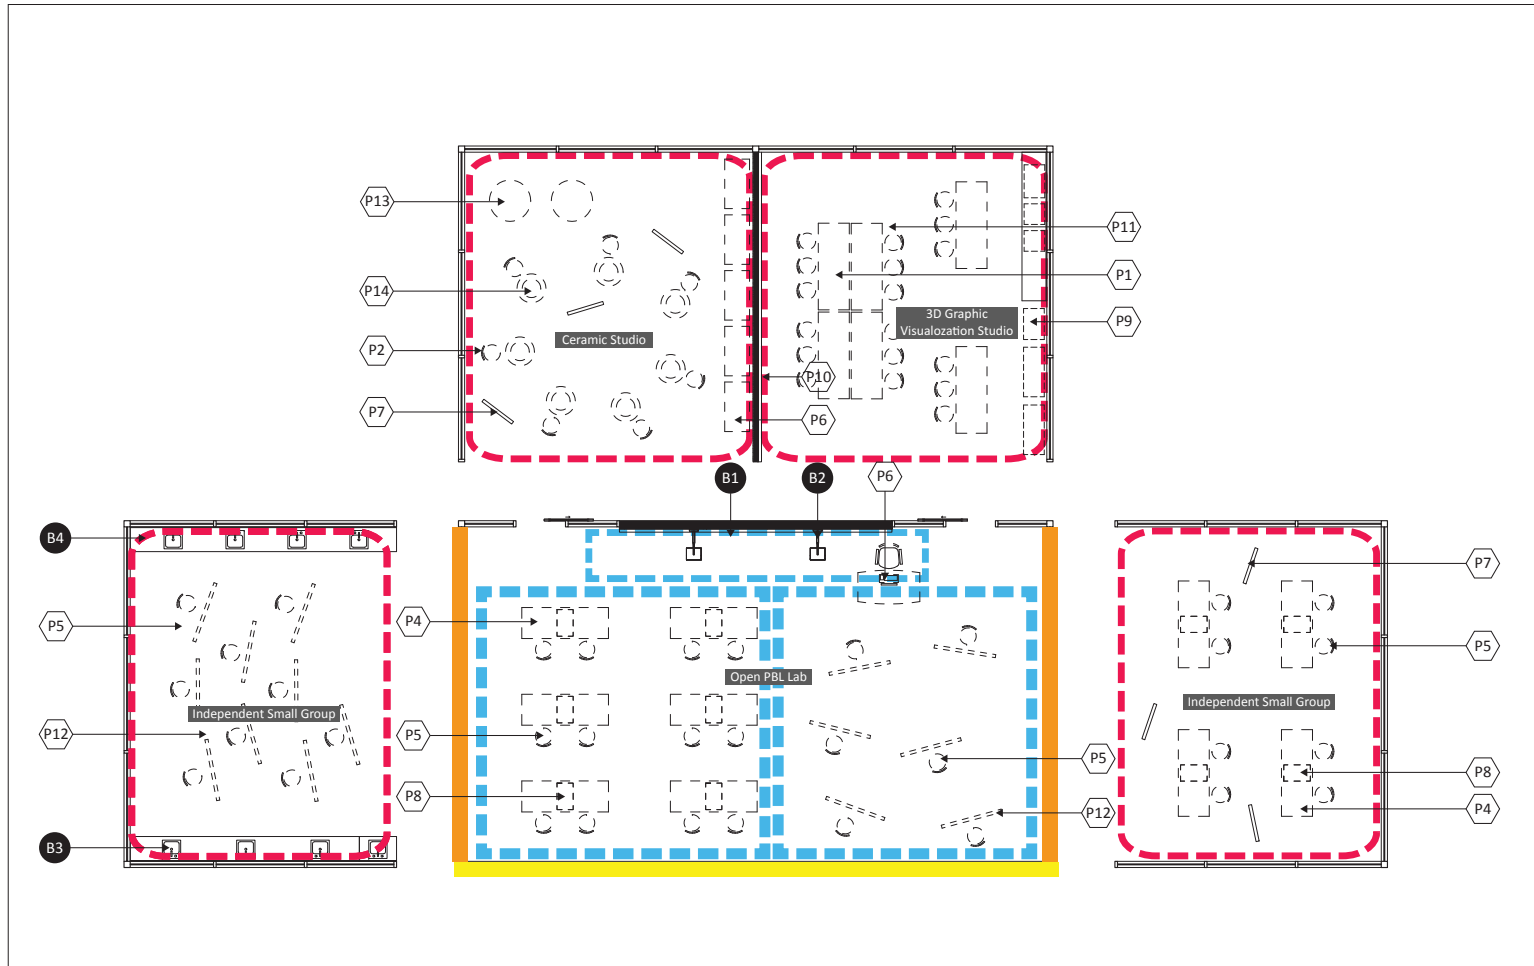 P13
P11
P1
P14
3D Graphic
Visualozation Studio
P9
Ceramic Studio
P2
P10
P7
P6
B1
B2
P6
B4
P7
P5
P4
P5
Open PBL Lab
Independent Small Group
Independent Small Group
P12
P5
P5
P8
P8
P12
P4
B3